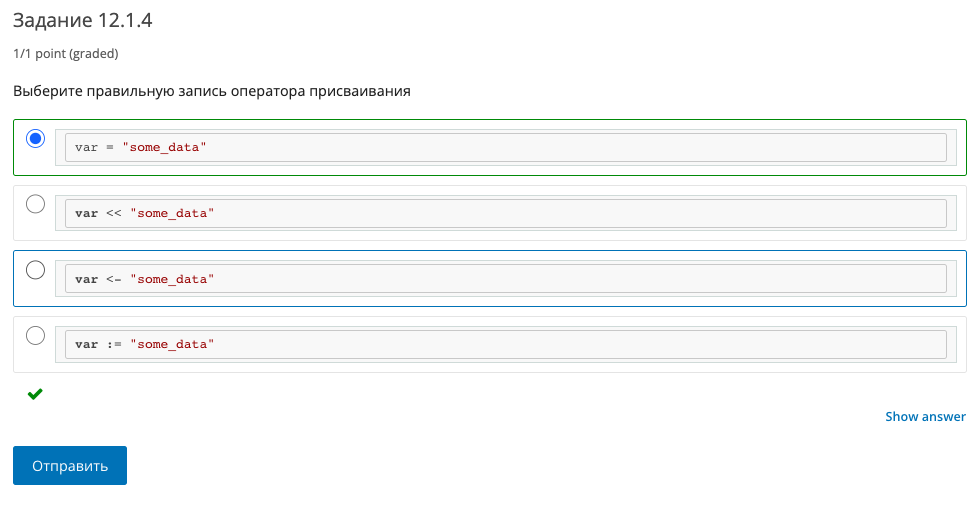 Задание 12.1.4
1/1 point (graded)
Выберите правильную запись оператора присваивания
var = "some_data"
var << "some_data"
var <- "some_data"
var := "some_data"
Show answer
Отправить